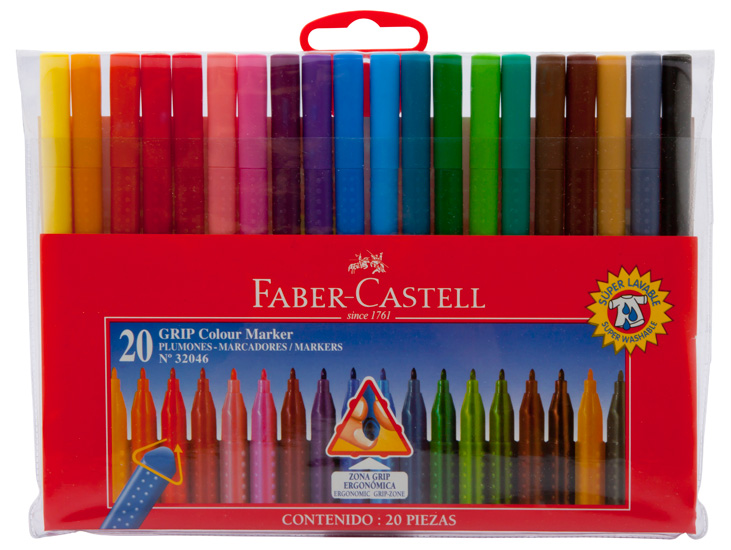 FABER-CASTELL
since 1761
SÚPER LAVABLE
SUPER WASHABLE
20 GRIP Colour Marker
PLUMONES - MARCADORES / MARKERS
Nº 32046
ZONA GRIP
ERGONÓMICA
ERGONOMIC GRIP-ZONE
CONTENIDO : 20 PIEZAS